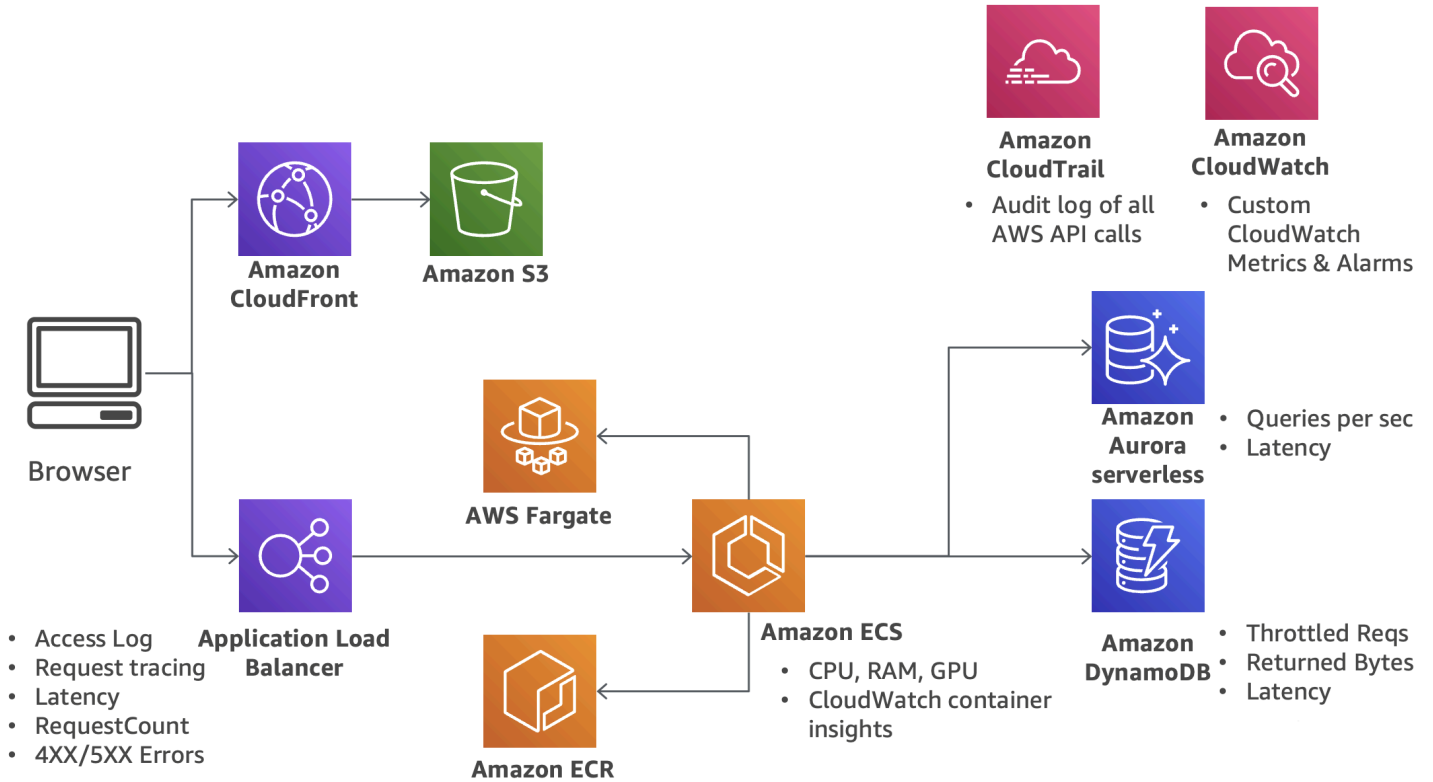 Amazon
CloudTrail
• Audit log of all
AWS API calls
Amazon
CloudWatch
• Custom
CloudWatch
Metrics & Alarms
Amazon
CloudFront
Amazon S3
Browser
AWS Fargate
Amazon
Aurora
serverless
• Queries per sec
• Latency
Application Load
Balancer
• Access Log
• Request tracing
• Latency
• RequestCount
• 4XX/5XX Errors
Amazon ECS
• CPU, RAM, GPU
• CloudWatch container
insights
Amazon
DynamoDB
• Throttled Reqs
• Returned Bytes
• Latency
Amazon ECR